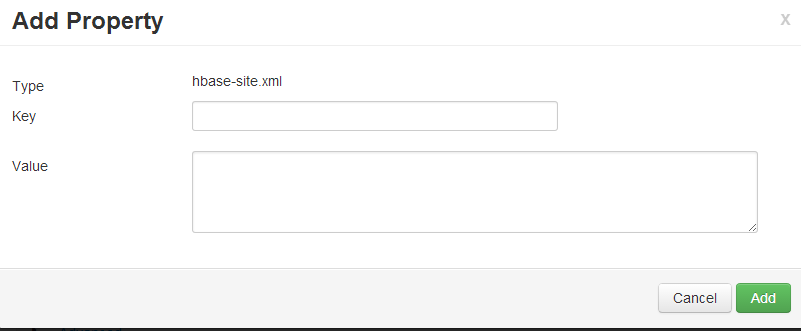 Add Property
x
Type hbase-site.xml
Key
Value
Cancel Add